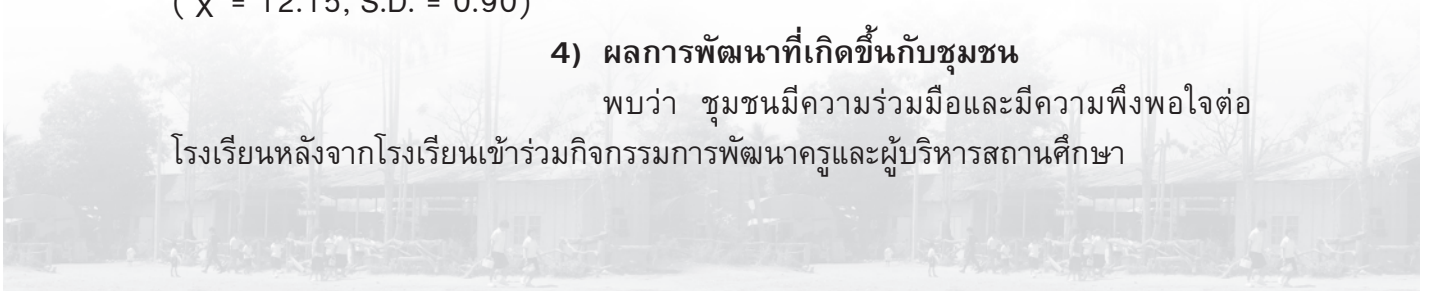 ( X = 12.15, S.D. = 0.90)
4) ผลการพัฒนาที่เกิดขึ้นกับชุมชน
พบว่า ชุมชนมีความร่วมมือและมีความพึงพอใจต่อ
โรงเรียนหลังจากโรงเรียนเข้าร่วมกิจกรรมการพัฒนาครูและผู้บริหารสถานศึกษา